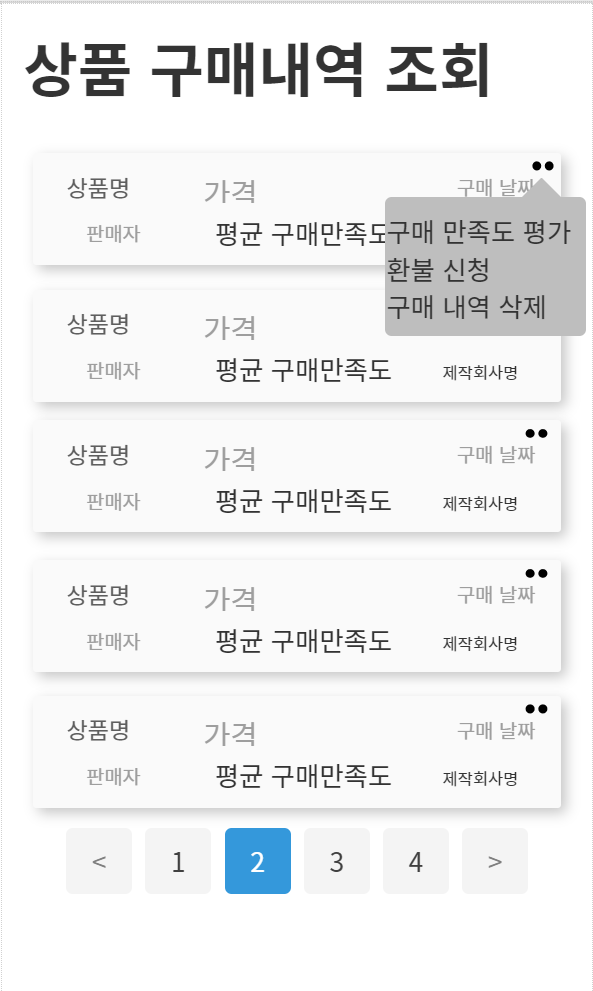 상품 구매내역 조회
상품명 가격 구매 날짜
판매자 평균 구매만족도
구매 만족도 평가
환불 신청
구매 내역 삭제
상품명 가격
판매자 평균 구매만족도 제작회사명
상품명 가격 구매 날짜
판매자 평균 구매만족도 제작회사명
상품명 가격 구매 날짜
판매자 평균 구매만족도 제작회사명
상품명 가격 구매 날짜
판매자 평균 구매만족도 제작회사명
< 1 2 3 4 >